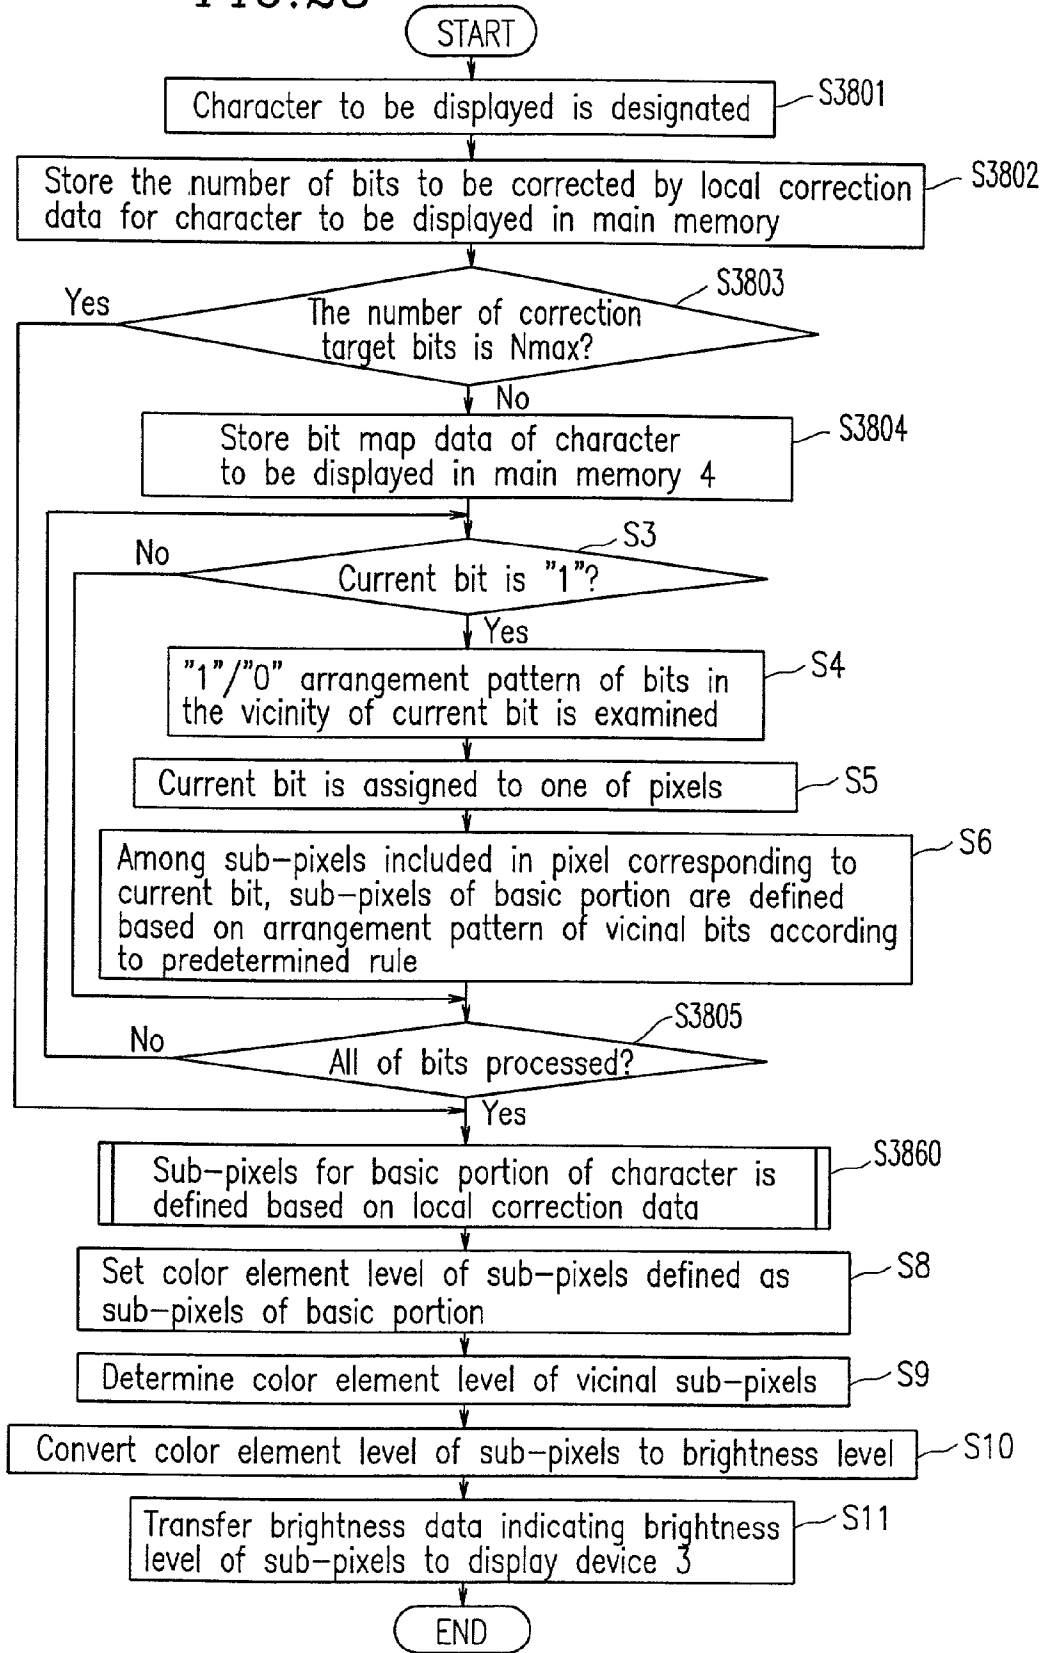 START
Character to be displayed is designated
S3801
Store the number of bits to be corrected by local correction
data for character to be displayed in main memory
S3802
Yes
The number of correction
target bits is Nmax?
S3803
No
Store bit map data of character
to be displayed in main memory 4
S3804
No
Current bit is "1"?
S3
Yes
"1"/"0" arrangement pattern of bits in
the vicinity of current bit is examined
S4
Current bit is assigned to one of pixels
S5
Among sub-pixels included in pixel corresponding to
current bit, sub-pixels of basic portion are defined
based on arrangement pattern of vicinal bits according
to predetermined rule
S6
No
All of bits processed?
S3805
Yes
Sub-pixels for basic portion of character is
defined based on local correction data
S3860
Set color element level of sub-pixels defined as
sub-pixels of basic portion
S8
Determine color element level of vicinal sub-pixels
S9
Convert color element level of sub-pixels to brightness level
S10
Transfer brightness data indicating brightness
level of sub-pixels to display device 3
S11
END